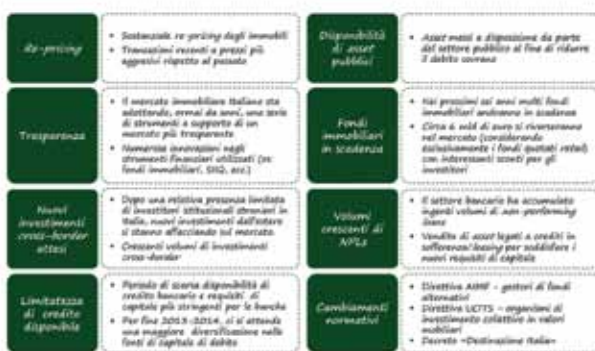 Re-pricing
• Sostanziale re-pricing degli immobili
• Transazioni recenti a prezzi più
aggressivi rispetto al passato
Disponibilità
di asset
pubblici
• Asset messi a disposizione da parte
del settore pubblico al fine di ridurre
il debito sovrano
Trasparenza
• Il mercato immobiliare italiano sta
adottando, ormai da anni, una serie
di strumenti a supporto di un
mercato più trasparente
• Numerose innovazioni negli
strumenti finanziari utilizzati (es:
fondi immobiliari, SIIQ, ecc.)
Fondi
immobiliari
in scadenza
• Nei prossimi sei anni molti fondi
immobiliari andranno in scadenza
• Circa 6 mld di euro si riverseranno
nel mercato (considerando
esclusivamente i fondi quotati retail)
con interessanti sconti per gli
investitori
Nuovi
investimenti
cross-border
attesi
• Dopo una relativa presenza limitata
di investitori istituzionali stranieri in
Italia, nuovi investimenti dall'estero
si stanno affacciando sul mercato
• Crescenti volumi di investimenti
cross-border
Volumi
crescenti di
NPLs
• Il settore bancario ha accumulato
ingenti volumi di non-performing
loans
• Vendite di asset legati a crediti in
sofferenza/leasing per soddisfare i
nuovi requisiti di capitale
Limitatezza
di credito
disponibile
• Periodo di scarsa disponibilità di
credito bancario e requisiti di
capitale più stringenti per le banche
• Per fine 2013-2014, ci si attende
una maggiore diversificazione nelle
fonti di capitale di debito
Cambiamenti
normativi
• Direttiva AIMF – gestori di fondi
alternativi
• Direttiva UCITS – organismi di
investimento collettivo in valori
mobiliari
• Decreto «Destinazione Italia»